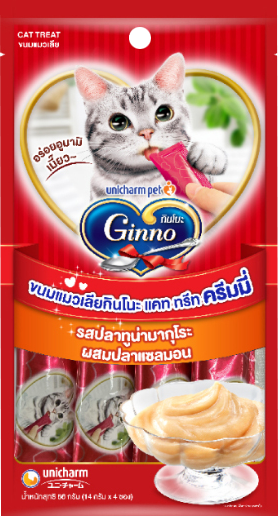 CAT TREAT
ขนมแมวเลีย
อร่อยอูมามิ
เมี้ยว~
unicharm pet
กินโนะ
Ginno
ขนมแมวเลียกินโนะ แคท ทรีท ครีมมี่
รสปลาทูน่ามากุโระ
ผสมปลาแซลมอน
unicharm
ユニ・チャーム
น้ำหนักสุทธิ 56 กรัม (14 กรัม x 4 ซอง)